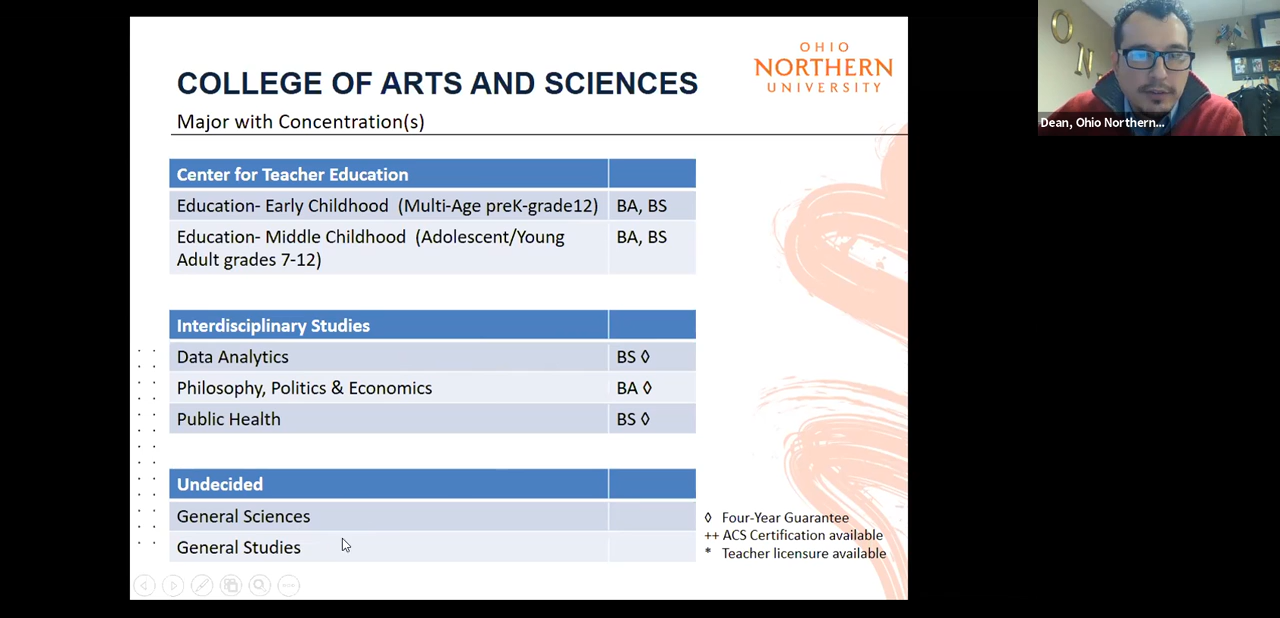 COLLEGE OF ARTS AND SCIENCES
OHIO
NORTHERN
UNIVERSITY
Major with Concentration(s)
Center for Teacher Education
Education- Early Childhood (Multi-Age preK-grade12) BA, BS
Education- Middle Childhood (Adolescent/Young BA, BS
Adult grades 7-12)
Interdisciplinary Studies
Data Analytics BS ◊
Philosophy, Politics & Economics BA ◊
Public Health BS ◊
Undecided
General Sciences
General Studies
◊ Four-Year Guarantee
++ ACS Certification available
* Teacher licensure available
O
N
Dean, Ohio Northern...